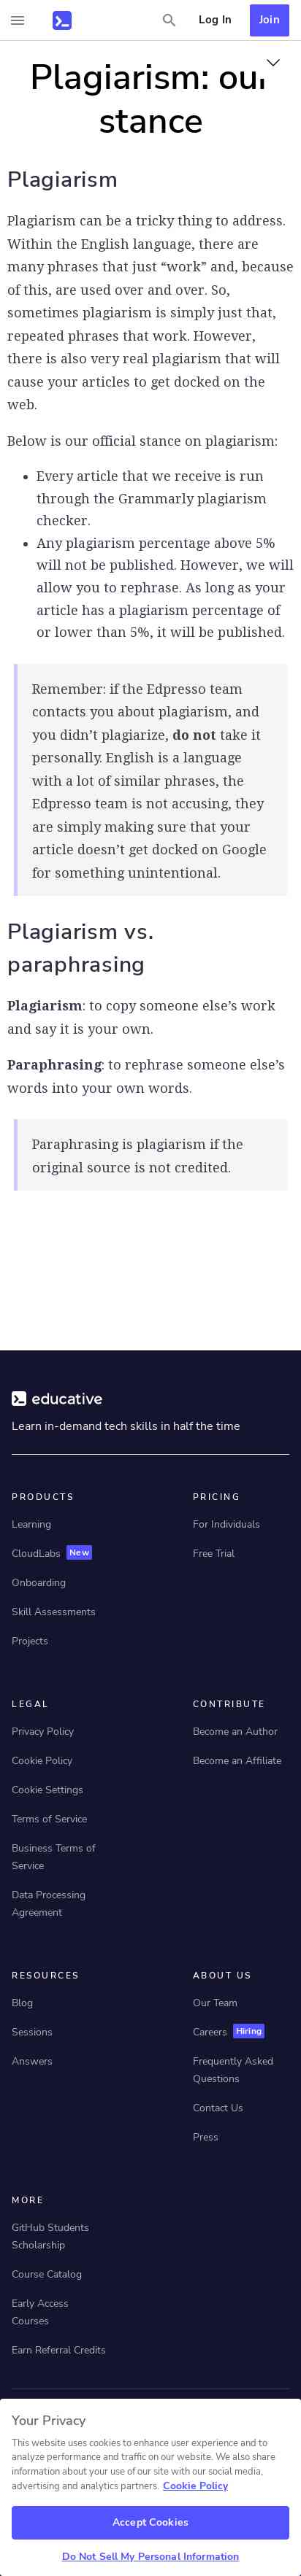 Log In
Join
Plagiarism: our
stance
Plagiarism
Plagiarism can be a tricky thing to address.
Within the English language, there are
many phrases that just “work” and, because
of this, are used over and over. So,
sometimes plagiarism is simply just that,
repeated phrases that work. However,
there is also very real plagiarism that will
cause your articles to get docked on the
web.
Below is our official stance on plagiarism:
• Every article that we receive is run
through the Grammarly plagiarism
checker.
• Any plagiarism percentage above 5%
will not be published. However, we will
allow you to rephrase. As long as your
article has a plagiarism percentage of
or lower than 5%, it will be published.
Remember: if the Edpresso team
contacts you about plagiarism, and
you didn’t plagiarize, do not take it
personally. English is a language
with a lot of similar phrases, the
Edpresso team is not accusing, they
are simply making sure that your
article doesn’t get docked on Google
for something unintentional.
Plagiarism vs.
paraphrasing
Plagiarism: to copy someone else’s work
and say it is your own.
Paraphrasing: to rephrase someone else’s
words into your own words.
Paraphrasing is plagiarism if the
original source is not credited.
educative
Learn in-demand tech skills in half the time
PRODUCTS
Learning
CloudLabs New
Onboarding
Skill Assessments
Projects
PRICING
For Individuals
Free Trial
LEGAL
Privacy Policy
Cookie Policy
Cookie Settings
Terms of Service
Business Terms of
Service
Data Processing
Agreement
CONTRIBUTE
Become an Author
Become an Affiliate
RESOURCES
Blog
Sessions
Answers
ABOUT US
Our Team
Careers Hiring
Frequently Asked
Questions
Contact Us
Press
MORE
GitHub Students
Scholarship
Course Catalog
Early Access
Courses
Earn Referral Credits
Your Privacy
This website uses cookies to enhance user experience and to
analyze performance and traffic on our website. We also share
information about your use of our site with our social media,
advertising and analytics partners. Cookie Policy
Accept Cookies
Do Not Sell My Personal Information